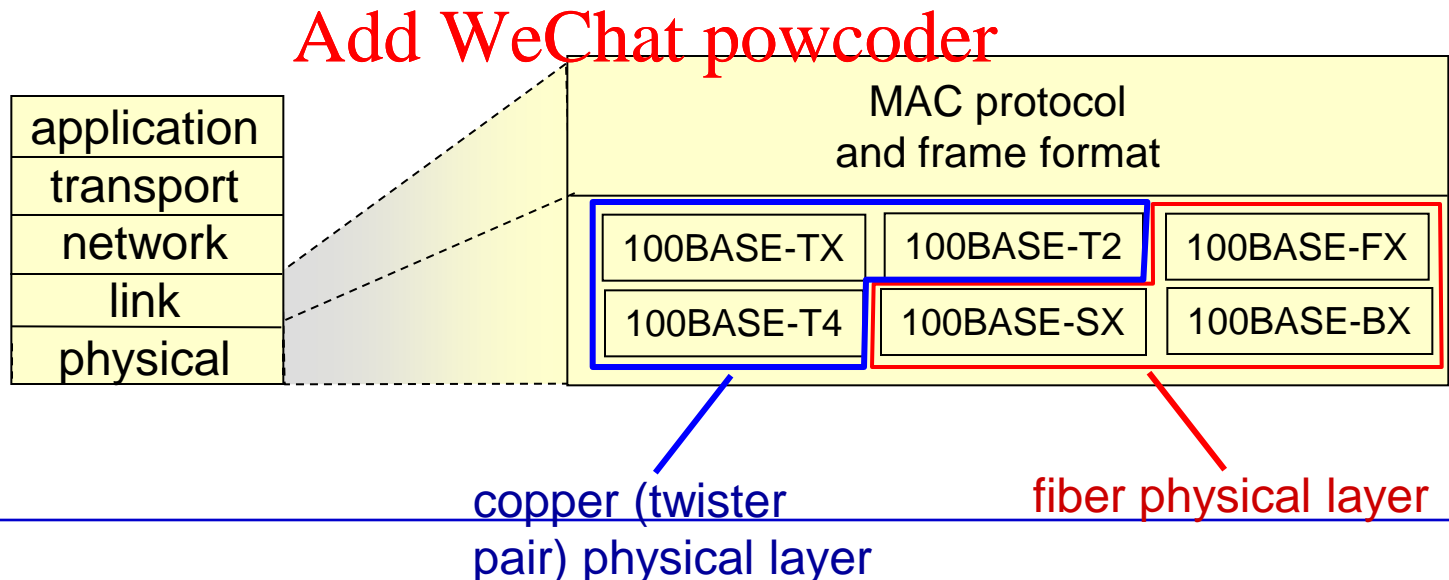 Add WeChat powcoder
application
transport
network
link
physical
MAC protocol
and frame format
100BASE-TX
100BASE-T2
100BASE-FX
100BASE-T4
100BASE-SX
100BASE-BX
copper (twister
pair) physical layer
fiber physical layer